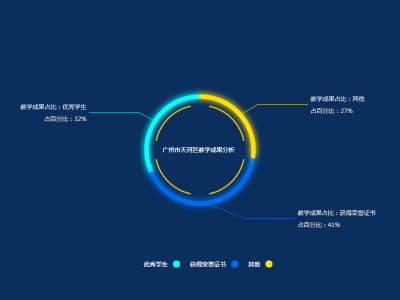 教学成果占比：其他
占百分比：27%
教学成果占比：优秀学生
占百分比：32%
广州市天河区教学成果分析
教学成果占比：获得荣誉证书
占百分比：41%
优秀学生 获得荣誉证书 其他